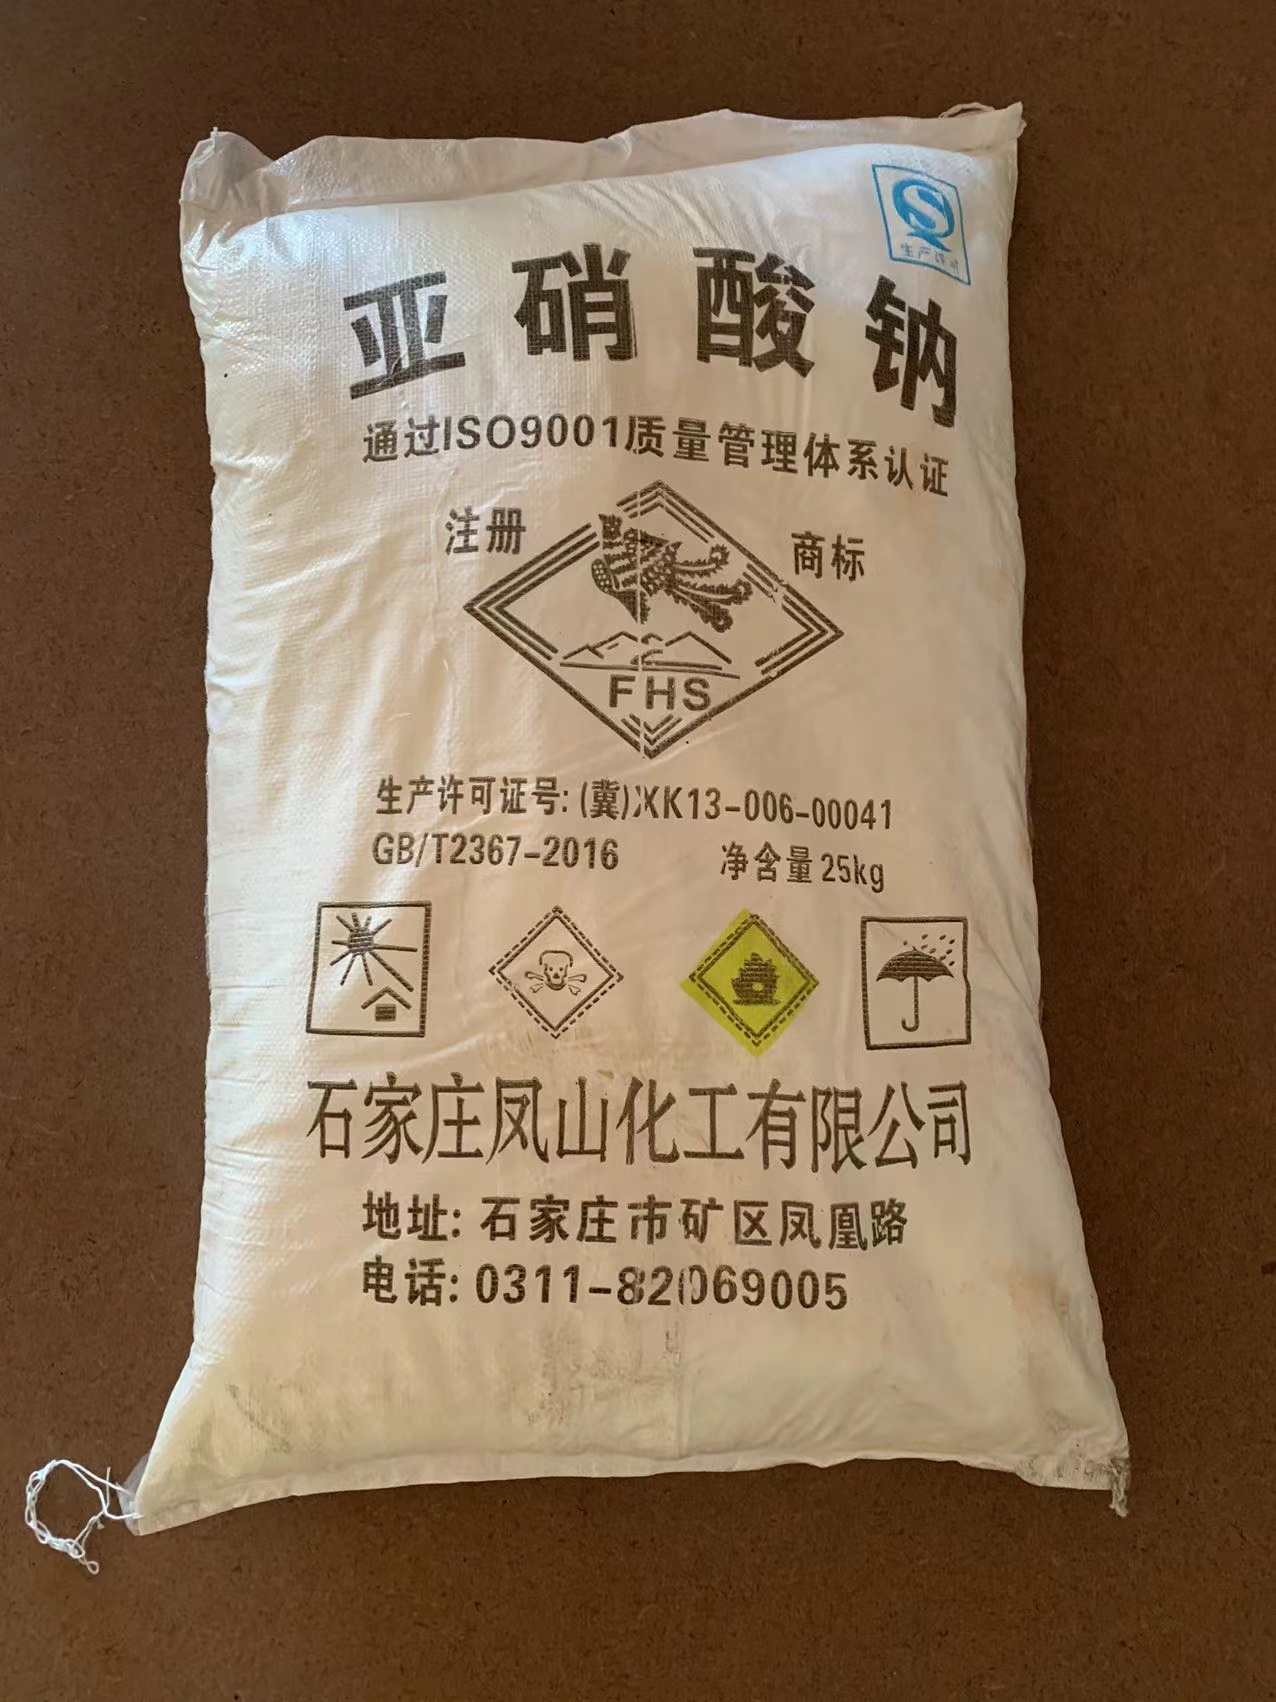 生产许可
亚硝酸钠
通过ISO9001质量管理体系认证
注册 商标
FHS
生产许可证号:(冀)XK13-006-00041
GB/T2367-2016 净含量25kg
石家庄凤山化工有限公司
地址:石家庄市矿区凤凰路
电话:0311-82069005